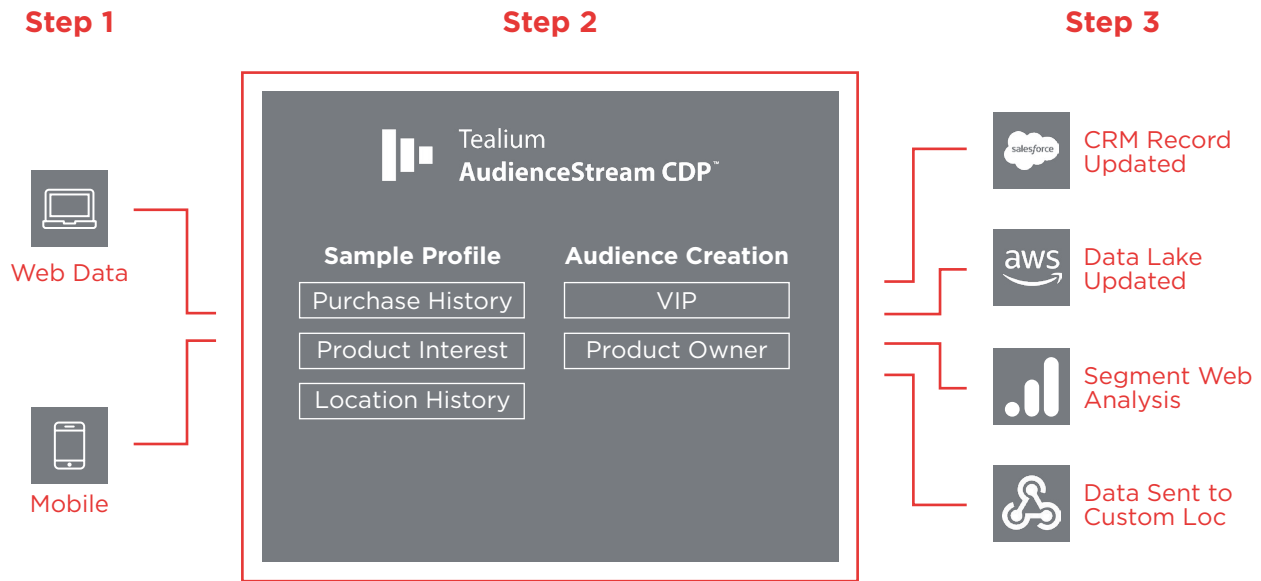 Step 1
Step 2
Step 3
Web Data
Mobile
Tealium
AudienceStream CDP™
Sample Profile
Purchase History
Product Interest
Location History
Audience Creation
VIP
Product Owner
salesforce
CRM Record
Updated
aws
Data Lake
Updated
Segment Web
Analysis
Data Sent to
Custom Loc